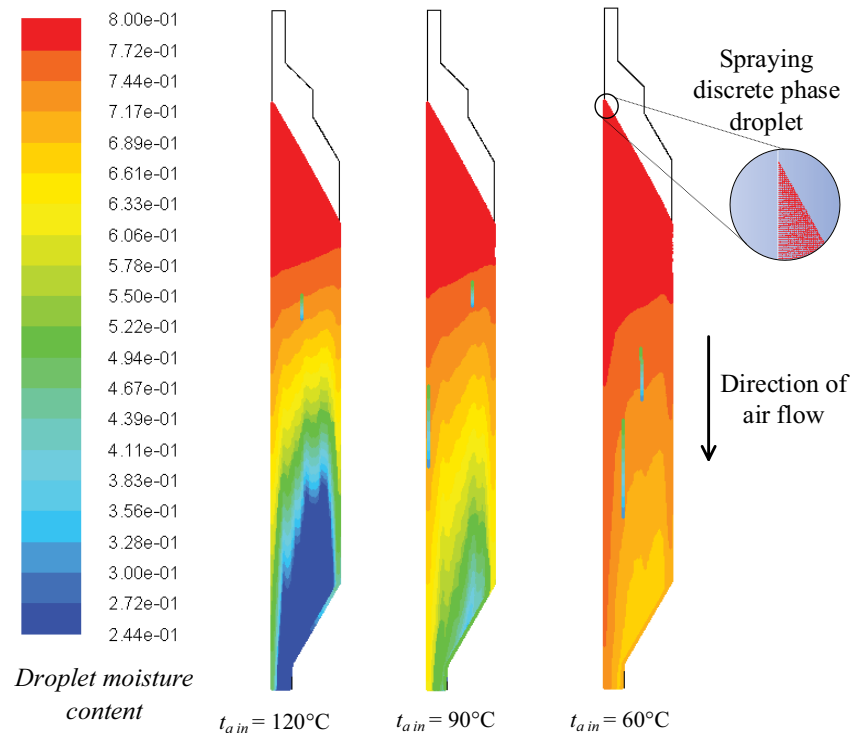 8.00e-01
7.72e-01
7.44e-01
7.17e-01
6.89e-01
6.61e-01
6.33e-01
6.06e-01
5.78e-01
5.50e-01
5.22e-01
4.94e-01
4.67e-01
4.39e-01
4.11e-01
3.83e-01
3.56e-01
3.28e-01
3.00e-01
2.72e-01
2.44e-01
Droplet moisture
content
Spraying
discrete phase
droplet
Direction of
air flow
t_{a in} = 120°C
t_{a in} = 90°C
t_{a in} = 60°C